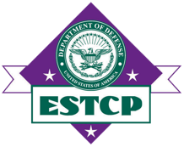 DEPARTMENT OF DEFENSE
UNITED STATES OF AMERICA
ESTCP